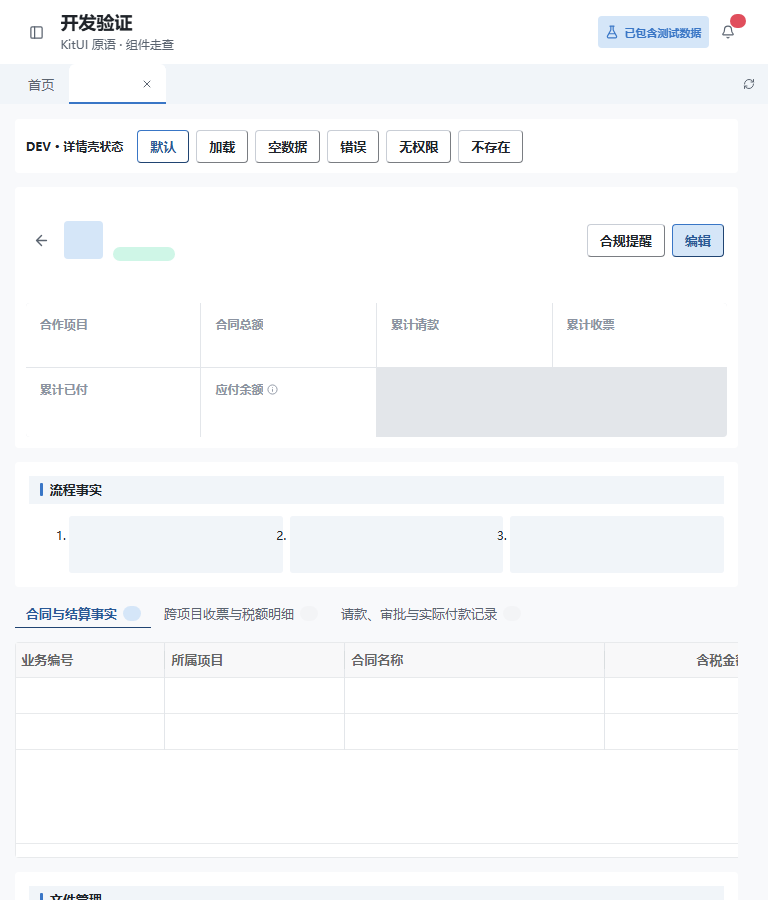 开发验证
KitUI 原语 · 组件走查
已包含测试数据
首页
DEV · 详情壳状态
默认
加载
空数据
错误
无权限
不存在
合规提醒
编辑
合作项目
合同总额
累计请款
累计收票
累计已付
应付余额
流程事实
1.
2.
3.
合同与结算事实
跨项目收票与税额明细
请款、审批与实际付款记录
业务编号
所属项目
合同名称
含税金额
文件管理